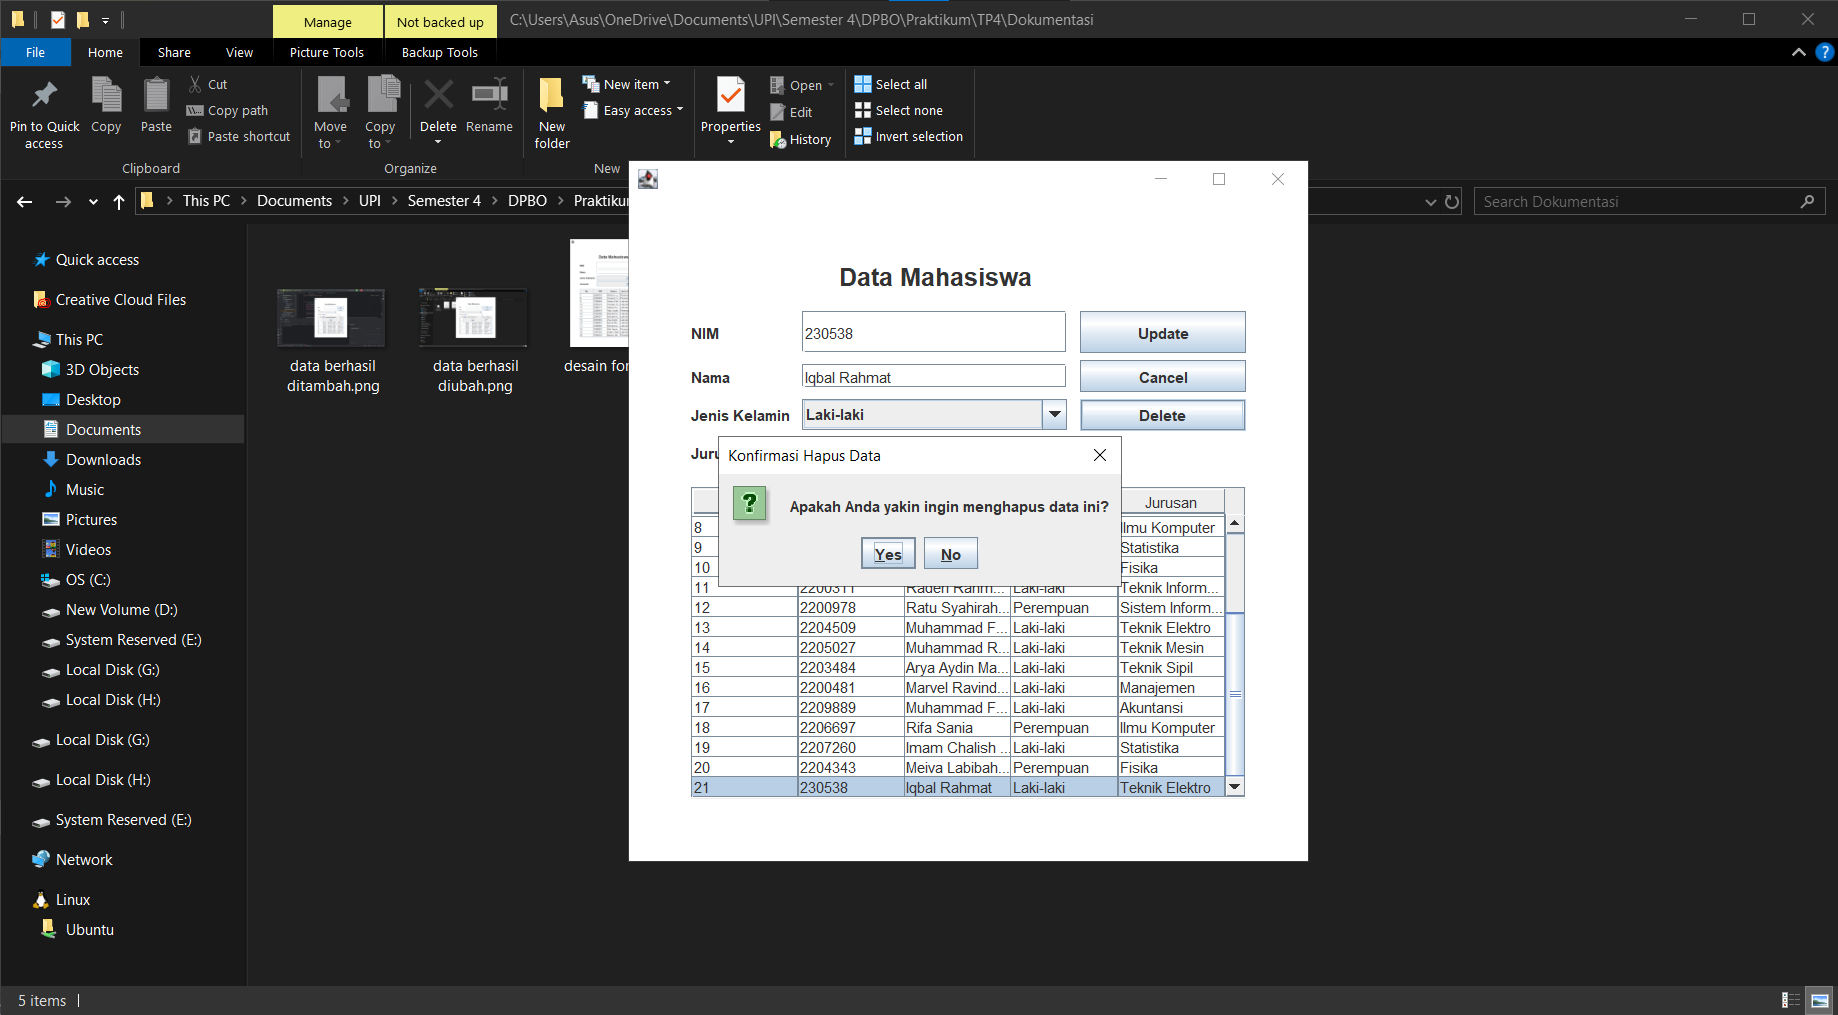 Manage
Not backed up
C:\Users\Asus\OneDrive\Documents\UPI\Semester 4\DPBO\Praktikum\TP4\Dokumentasi
File
Home
Share
View
Picture Tools
Backup Tools
Pin to Quick access
Copy
Paste
Cut
Copy path
Paste shortcut
Clipboard
Move to
Copy to
Delete
Rename
Organize
New folder
New item
Easy access
New
Properties
Open
Edit
History
Select all
Select none
Invert selection
This PC
Documents
UPI
Semester 4
DPBO
Praktikum
Search Dokumentasi
Quick access
Creative Cloud Files
This PC
3D Objects
Desktop
Documents
Downloads
Music
Pictures
Videos
OS (C:)
New Volume (D:)
System Reserved (E:)
Local Disk (G:)
Local Disk (H:)
Local Disk (G:)
Local Disk (H:)
System Reserved (E:)
Network
Linux
Ubuntu
data berhasil ditambah.png
data berhasil diubah.png
desain for
Data Mahasiswa
NIM
230538
Update
Nama
Iqbal Rahmat
Cancel
Jenis Kelamin
Laki-laki
Delete
Juru
Konfirmasi Hapus Data
Apakah Anda yakin ingin menghapus data ini?
Yes
No
Jurusan
8 Ilmu Komputer
9 Statistika
10 Fisika
11 2200311 Raden Rahm... Laki-laki Teknik Inform...
12 2200978 Ratu Syahirah... Perempuan Sistem Inform...
13 2204509 Muhammad F... Laki-laki Teknik Elektro
14 2205027 Muhammad R... Laki-laki Teknik Mesin
15 2203484 Arya Aydin Ma... Laki-laki Teknik Sipil
16 2200481 Marvel Ravind... Laki-laki Manajemen
17 2209889 Muhammad F... Laki-laki Akuntansi
18 2206697 Rifa Sania Perempuan Ilmu Komputer
19 2207260 Imam Chalish ... Laki-laki Statistika
20 2204343 Meiva Labibah... Perempuan Fisika
21 230538 Iqbal Rahmat Laki-laki Teknik Elektro
5 items